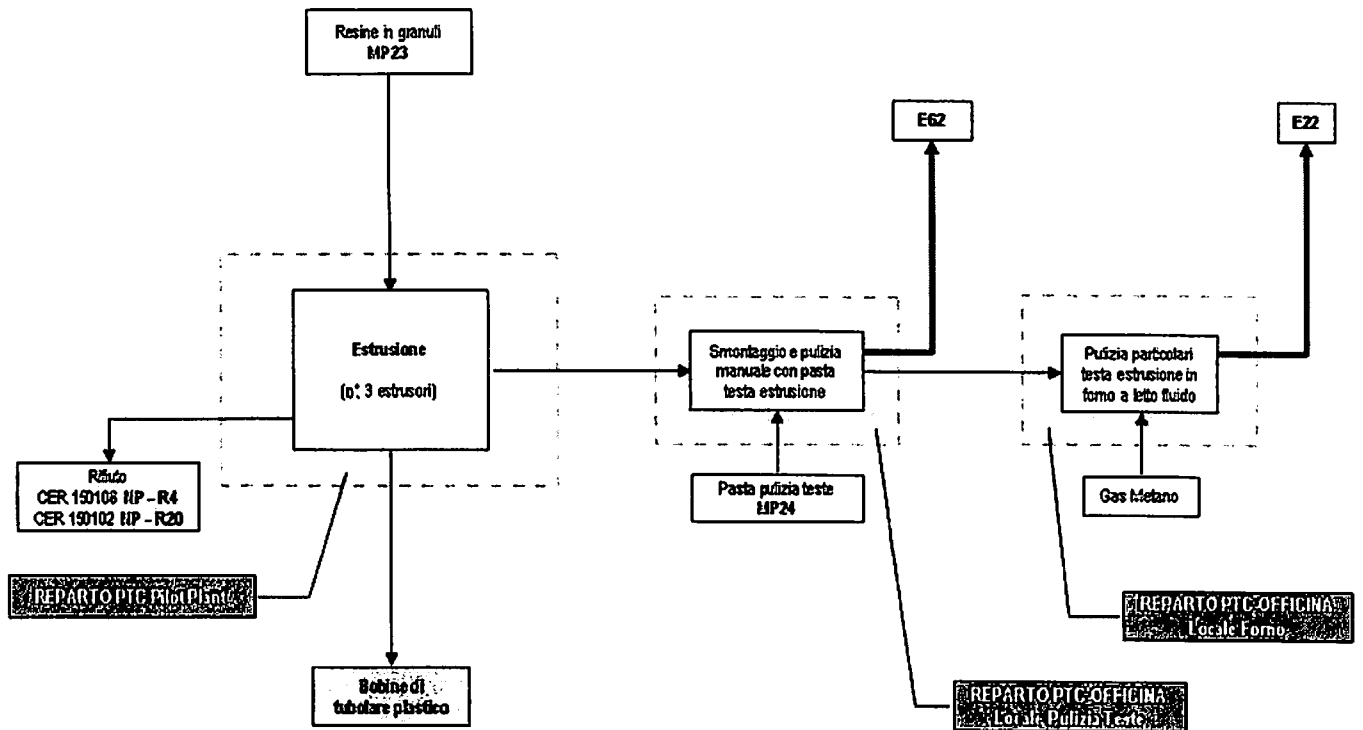 Resine in granuli
MP23
E62
E22
Estrusione
(n°. 3 estrusori)
Smontaggio e pulizia
manuale con pasta
testa estrusione
Pulizia particolari
testa estrusione in
forno a letto fluido
Rifiuto
CER 150106 NP – R4
CER 150102 NP – R20
Pasta pulizia teste
MP24
Gas Metano
REPARTO PTC Pilot Plant
REPARTO PTC-OFFICINA
Locale Forno
Bobine di
tubolare plastico
REPARTO PTC-OFFICINA
Locale Pulizia Teste